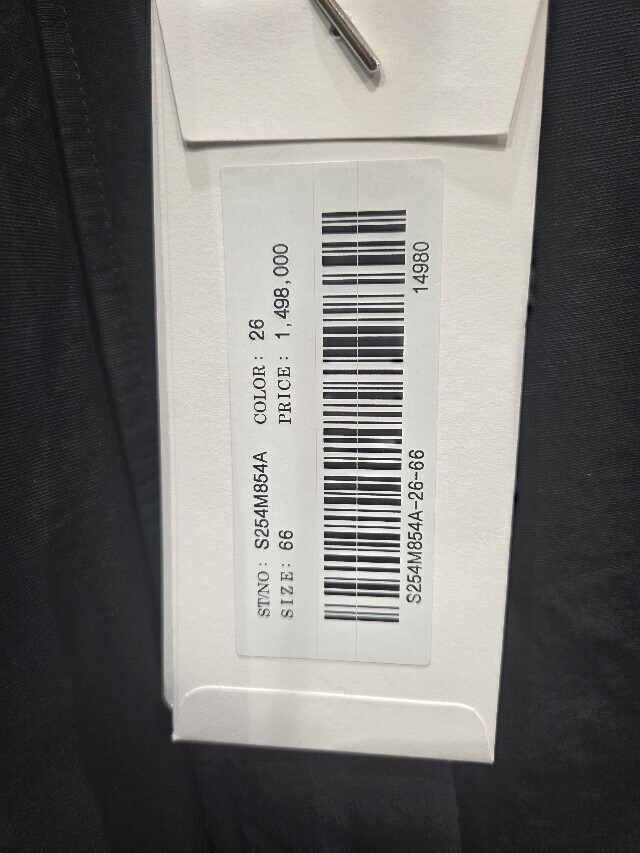 ST/NO: S254M854A COLOR: 26
SIZE: 66 PRICE: 1,498,000
S254M854A-26-66 14980